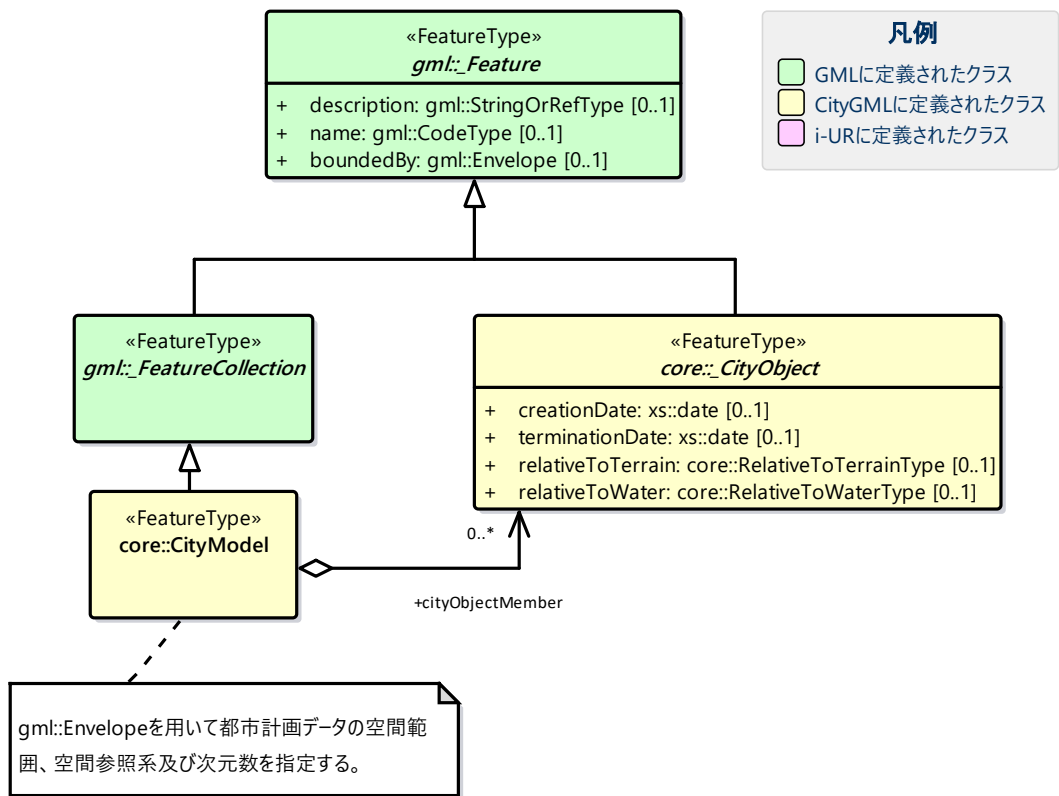 «FeatureType»
gml::_Feature
+ description: gml::StringOrRefType [0..1]
+ name: gml::CodeType [0..1]
+ boundedBy: gml::Envelope [0..1]
凡例
GMLに定義されたクラス
CityGMLに定義されたクラス
i-URに定義されたクラス
«FeatureType»
gml::_FeatureCollection
«FeatureType»
core::_CityObject
+ creationDate: xs::date [0..1]
+ terminationDate: xs::date [0..1]
+ relativeToTerrain: core::RelativeToTerrainType [0..1]
+ relativeToWater: core::RelativeToWaterType [0..1]
«FeatureType»
core::CityModel
0..*
+cityObjectMember
gml::Envelopeを用いて都市計画データの空間範
囲、空間参照系及び次元数を指定する。